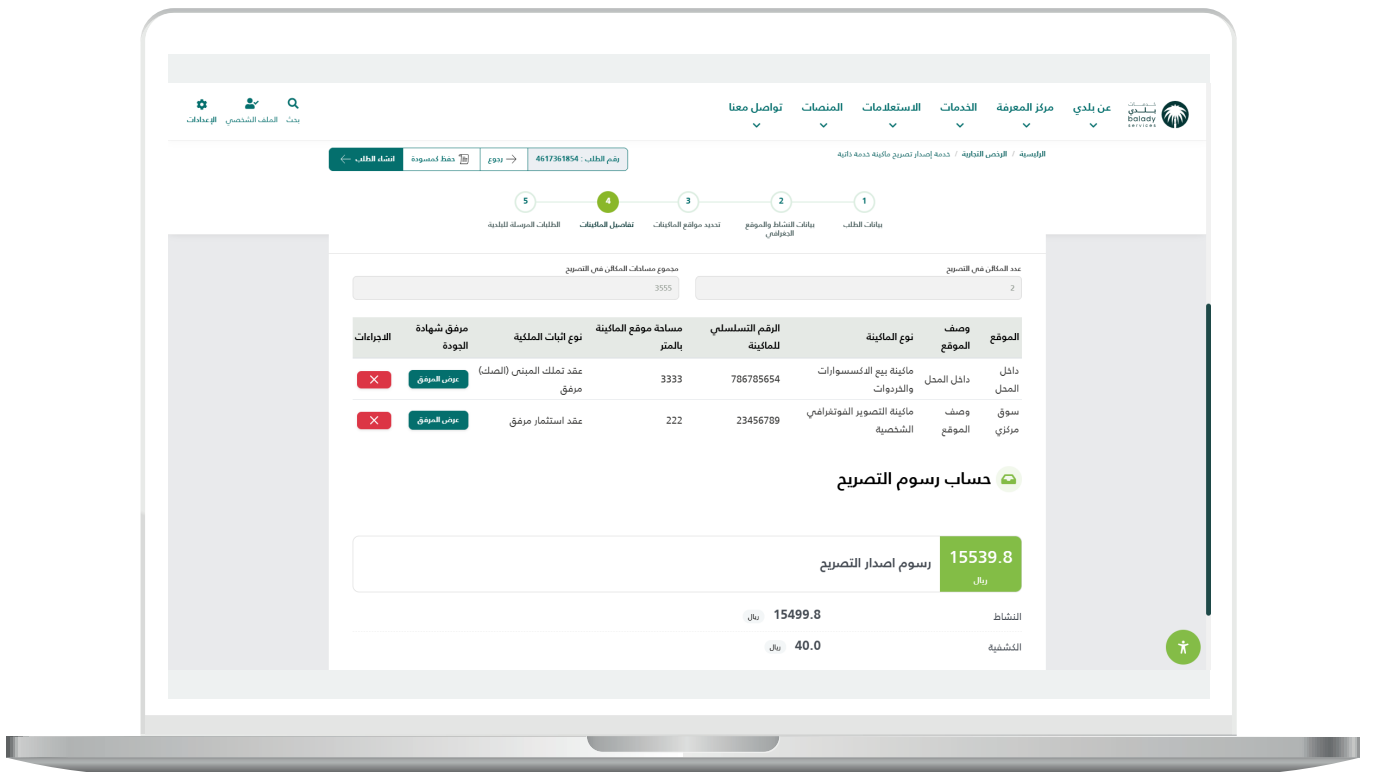 خدمات
بلدي
balady
services
عن بلدي
مركز المعرفة
الخدمات
الاستعلامات
المنصات
تواصل معنا
بحث
الملف الشخصي
الإعدادات
الرئيسية / الرخص التجارية / خدمة إصدار تصريح ماكينة خدمة ذاتية
رقم الطلب : 4617361854
رجوع
حفظ كمسودة
انشاء الطلب
1
2
3
4
5
بيانات الطلب
بيانات النشاط والموقع
الجغرافي
تحديد مواقع الماكينات
تفاصيل الماكينات
الطلبات المرسلة للبلدية
عدد المكائن في التصريح
مجموع مساحات المكائن في التصريح
2
3555
الموقع
وصف
الموقع
نوع الماكينة
الرقم التسلسلي
للماكينة
مساحة موقع الماكينة
بالمتر
نوع اثبات الملكية
مرفق شهادة
الجودة
الاجراءات
داخل
المحل
داخل المحل
ماكينة بيع الاكسسوارات
والخردوات
786785654
3333
عقد تملك المبنى (الصك)
مرفق
عرض المرفق
سوق
مركزي
وصف
الموقع
ماكينة التصوير الفوتغرافي
الشخصية
23456789
222
عقد استثمار مرفق
عرض المرفق
حساب رسوم التصريح
15539.8
ريال
رسوم اصدار التصريح
النشاط
15499.8 ريال
الكشفية
40.0 ريال